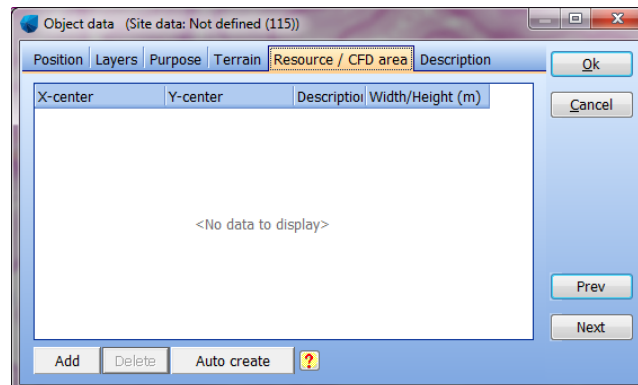 Object data (Site data: Not defined (115))
Position Layers Purpose Terrain Resource / CFD area Description
Ok
X-center Y-center Description Width/Height (m)
Cancel
<No data to display>
Prev
Next
Add Delete Auto create ?